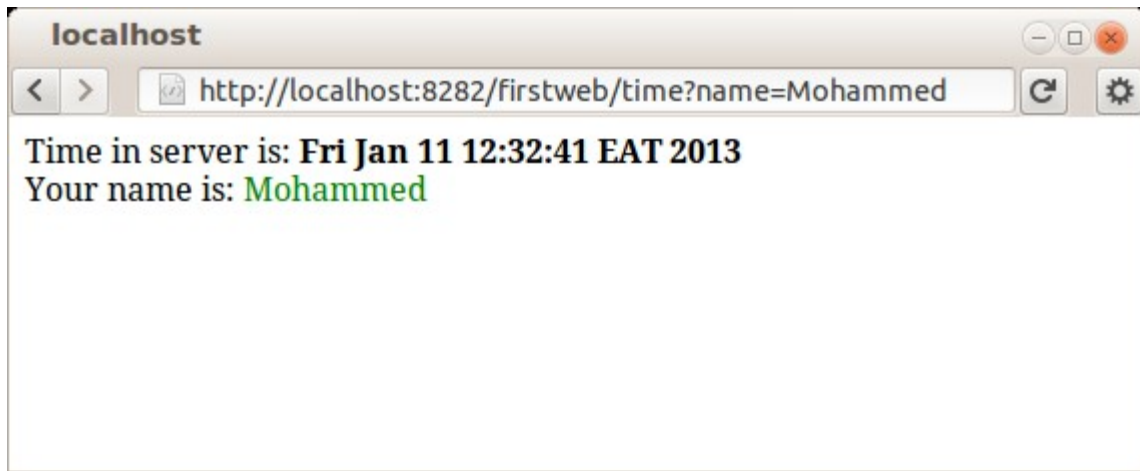 localhost
http://localhost:8282/firstweb/time?name=Mohammed
Time in server is: Fri Jan 11 12:32:41 EAT 2013
Your name is: Mohammed